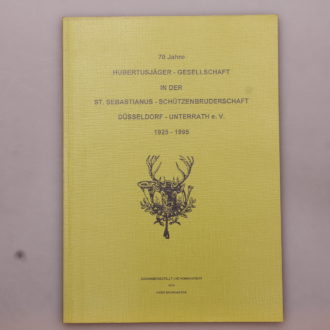 70 Jahre
HUBERTUSJÄGER - GESELLSCHAFT
IN DER
ST. SEBASTIANUS - SCHÜTZENBRUDERSCHAFT
DÜSSELDORF - UNTERRATH e. V.
1925 - 1995